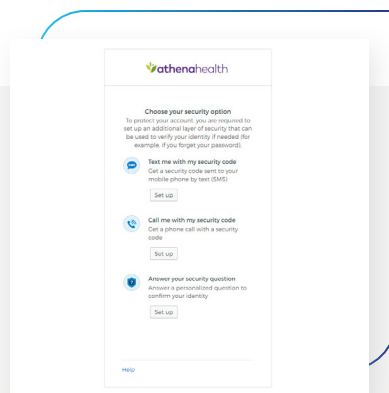 athenahealth
Choose your security option
To protect your account, you are required to
set up an additional layer of security that can
be used to verify your identity if needed (for
example, if you forget your password).
Text me with my security code
Get a security code sent to your
mobile phone by text (SMS)
Set up
Call me with my security code
Get a phone call with a security
code
Set up
Answer your security question
Answer a personalized question to
confirm your identity
Set up
Help